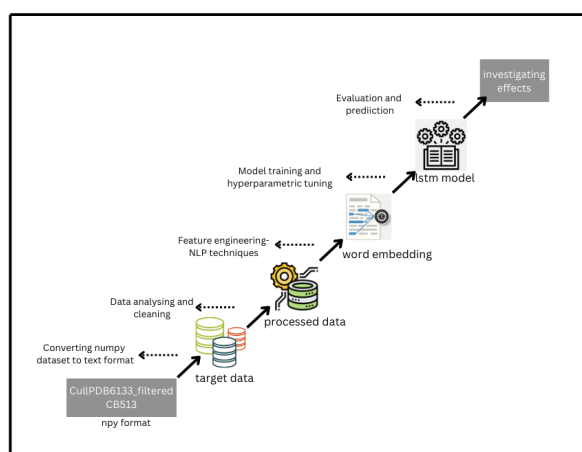 investigating
effects
Evaluation and
prediiction
lstm model
Model training and
hyperparametric tuning
word embedding
Feature engineering-
NLP techniques
processed data
Data analysing and
cleaning
target data
Converting numpy
dataset to text format
CullPDB6133_filtered
CB513
npy format